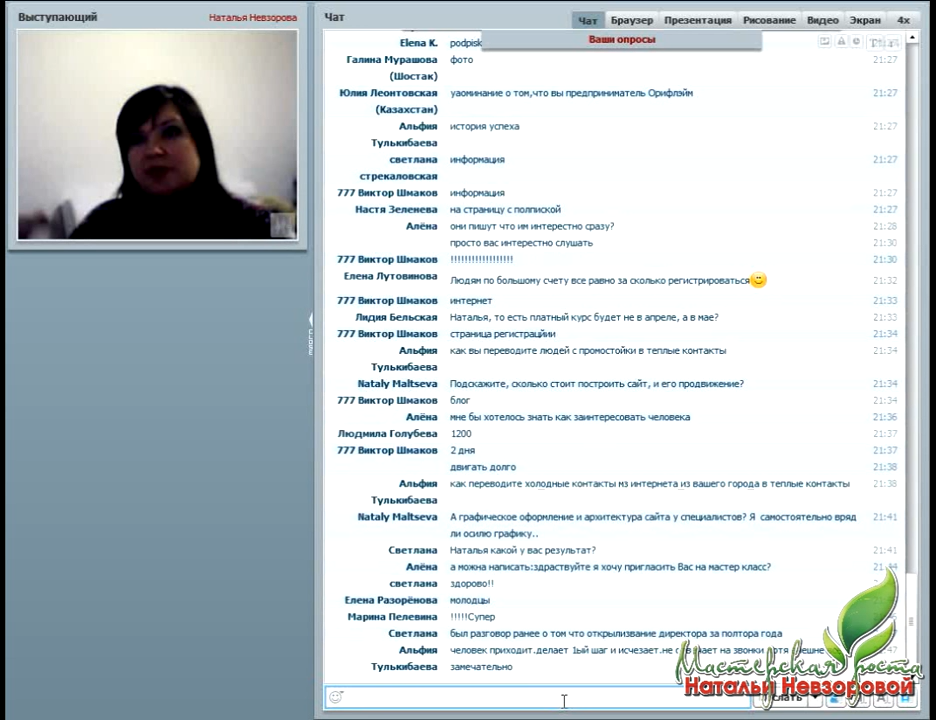 Выступающий
Наталья Невзорова
Чат
Чат Браузер Презентация Рисование Видео Экран 4x
Ваши опросы
Elena K. podpisk
Галина Мурашова фото 21:27
(Шостак)
Юлия Леонтовская уаоминание о том,что вы предприниматель Орифлэйм 21:27
(Казахстан)
Альфия история успеха 21:27
Тулькибаева
светлана информация 21:27
стрекаловская
777 Виктор Шмаков информация 21:27
Настя Зеленева на страницу с полпиской 21:27
Алёна они пишут что им интерестно сразу? 21:28
просто вас интерестно слушать 21:30
777 Виктор Шмаков !!!!!!!!!!!!!!!!!! 21:30
Елена Лутовинова Людям по большому счету все равно за сколько регистрироваться 21:32
777 Виктор Шмаков интернет 21:33
Лидия Бельская Наталья, то есть платный курс будет не в апреле, а в мае? 21:33
777 Виктор Шмаков страница регистрацйии 21:34
Альфия как вы переводите людей с промостойки в теплые контакты 21:34
Тулькибаева
Nataly Maltseva Подскажите, сколько стоит построить сайт, и его продвижение? 21:34
777 Виктор Шмаков блог
Алёна мне бы хотелось знать как заинтересовать человека 21:36
Людмила Голубева 1200 21:37
777 Виктор Шмаков 2 дня 21:37
двигать долго 21:38
Альфия как переводите холодные контакты мз интернета из вашего города в теплые контакты 21:38
Тулькибаева
Nataly Maltseva А графическое оформление и архитектура сайта у специалистов? Я самостоятельно вряд 21:41
ли осилю графику..
Светлана Наталья какой у вас результат? 21:41
Алёна а можна написать:здраствуйте я хочу пригласить Вас на мастер класс?
светлана здорово!!
Елена Разорёнова молодцы
Марина Пелевина !!!!!Супер
Светлана был разговор ранее о том что открылизвание директора за полтора года
Альфия человек приходит.делает 1ый шаг и исчезает.не на звонки
Тулькибаева замечательно
Мастерская роста
Натальи Невзоровой